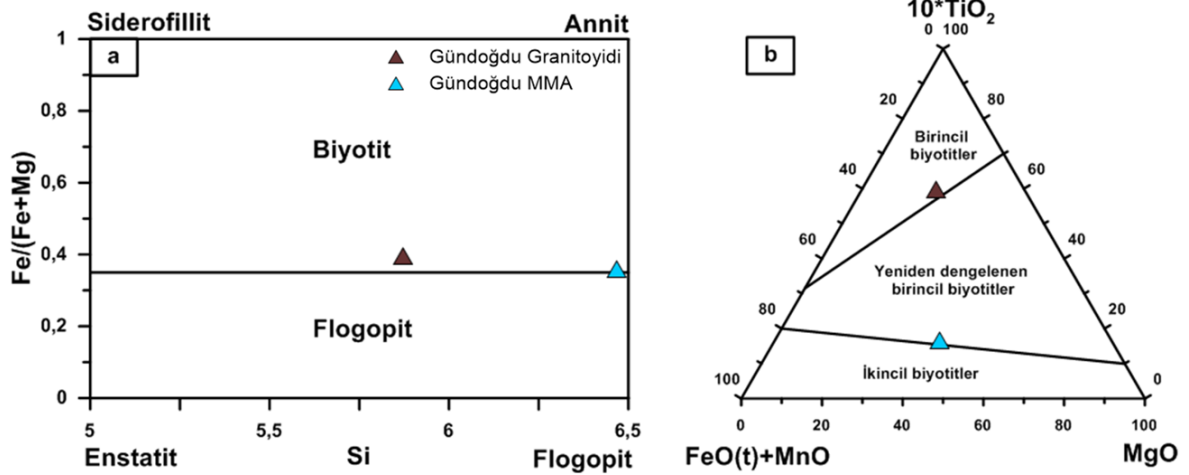 Siderofillit
Annit
a
Gündoğdu Granitoyidi
Gündoğdu MMA
Biyotit
Flogopit
Fe/(Fe+Mg)
1
0,8
0,6
0,4
0,2
0
5
5,5
6
6,5
Enstatit
Si
Flogopit
b
10*TiO2
0
100
20
80
40
60
60
40
80
20
100
0
Birincil
biyotitler
Yeniden dengelenen
birincil biyotitler
İkincil biyotitler
0
20
40
60
80
100
FeO(t)+MnO
MgO